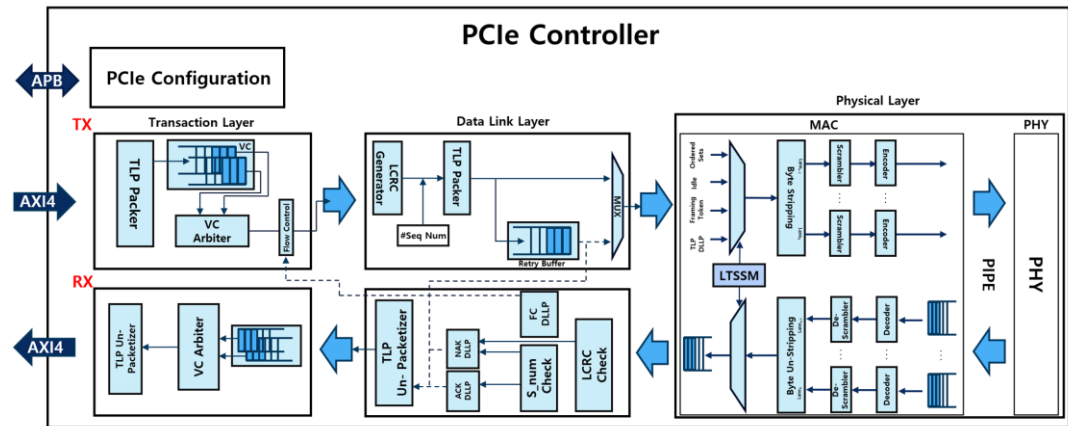 PCIe Controller
APB
PCIe Configuration
Physical Layer
TX
Transaction Layer
Data Link Layer
MAC
PHY
AXI4
TLP Packer
VC
VC
Arbiter
Flow Control
LCRC
Generator
#Seq Num
TLP Packer
Retry Buffer
MUX
Ordered
Sets
Idle
Framing
Token
TLP
DLLP
Byte Stripping
Scrambler
Encoder
Scrambler
Encoder
LTSSM
PIPE
PHY
RX
AXI4
TLP Un-
Packetizer
VC Arbiter
TLP
Un- Packetizer
FC
DLLP
NAK
DLLP
ACK
DLLP
S_num
Check
LCRC Check
Byte Un-Stripping
De-
Scrambler
Decoder
De-
Scrambler
Decoder